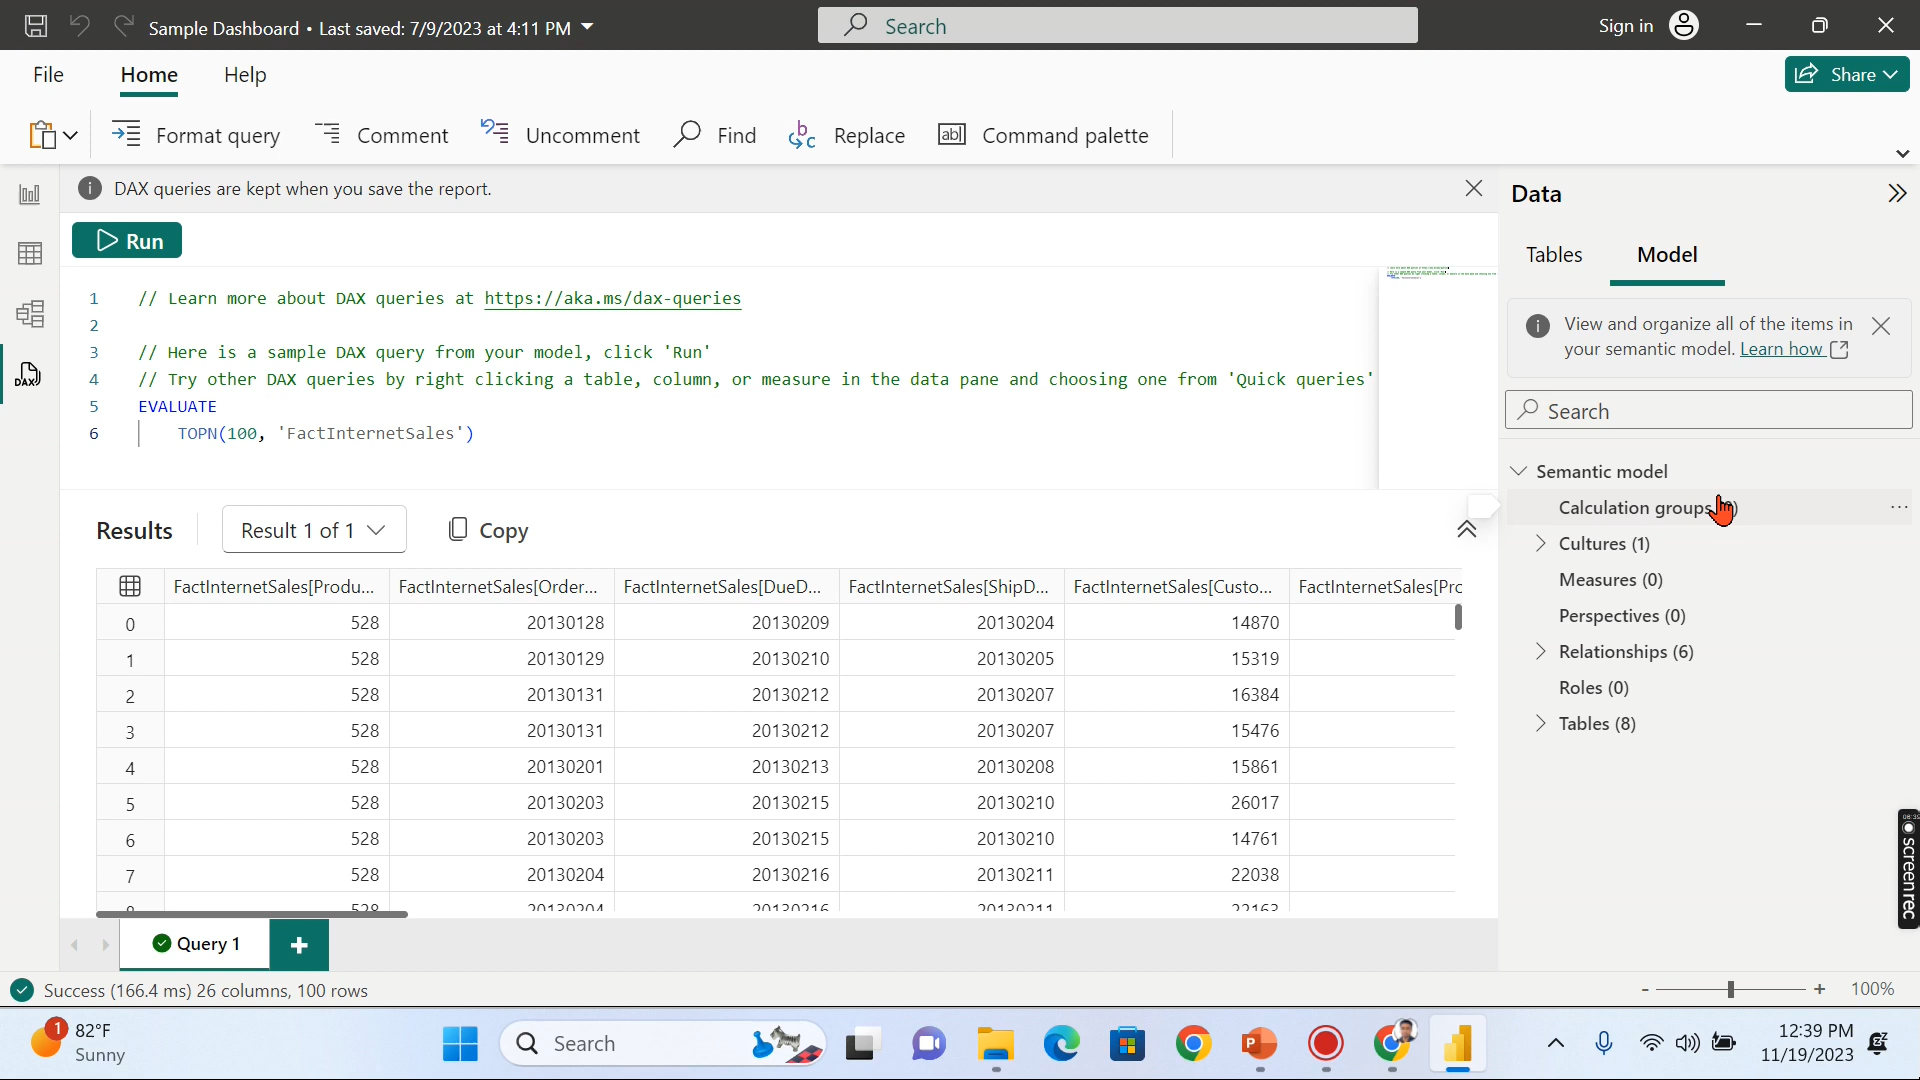 Sample Dashboard • Last saved: 7/9/2023 at 4:11 PM
Search
Sign in
File
Home
Help
Share
Format query
Comment
Uncomment
Find
Replace
Command palette
DAX queries are kept when you save the report.
Run
1 // Learn more about DAX queries at https://aka.ms/dax-queries
2
3 // Here is a sample DAX query from your model, click 'Run'
4 // Try other DAX queries by right clicking a table, column, or measure in the data pane and choosing one from 'Quick queries'
5 EVALUATE
6 TOPN(100, 'FactInternetSales')
Results
Result 1 of 1
Copy
FactInternetSales[Produ... FactInternetSales[Order... FactInternetSales[DueD... FactInternetSales[ShipD... FactInternetSales[Custo... FactInternetSales[Prc
0 528 20130128 20130209 20130204 14870
1 528 20130129 20130210 20130205 15319
2 528 20130131 20130212 20130207 16384
3 528 20130131 20130212 20130207 15476
4 528 20130201 20130213 20130208 15861
5 528 20130203 20130215 20130210 26017
6 528 20130203 20130215 20130210 14761
7 528 20130204 20130216 20130211 22038
528 20130204 20130216 20130211 22163
Query 1
+
Success (166.4 ms) 26 columns, 100 rows
Data
Tables
Model
View and organize all of the items in
your semantic model. Learn how
Search
Semantic model
Calculation groups
Cultures (1)
Measures (0)
Perspectives (0)
Relationships (6)
Roles (0)
Tables (8)
screenrec
- + 100%
1
82°F
Sunny
Search
12:39 PM
11/19/2023
DAX